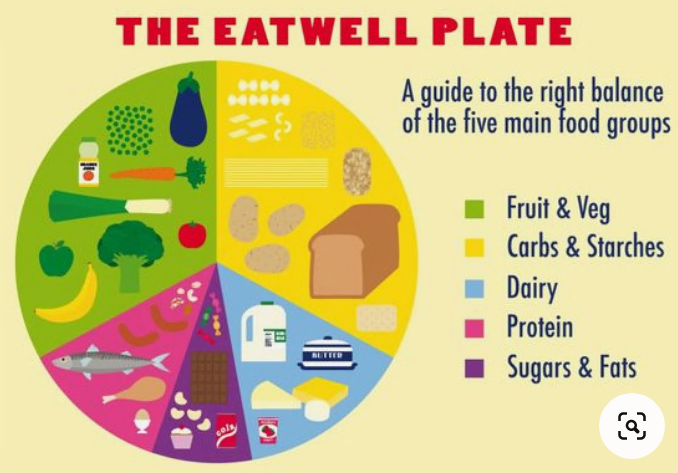 THE EATWELL PLATE
A guide to the right balance
of the five main food groups
Fruit & Veg
Carbs & Starches
Dairy
Protein
Sugars & Fats
BUTTER
cola